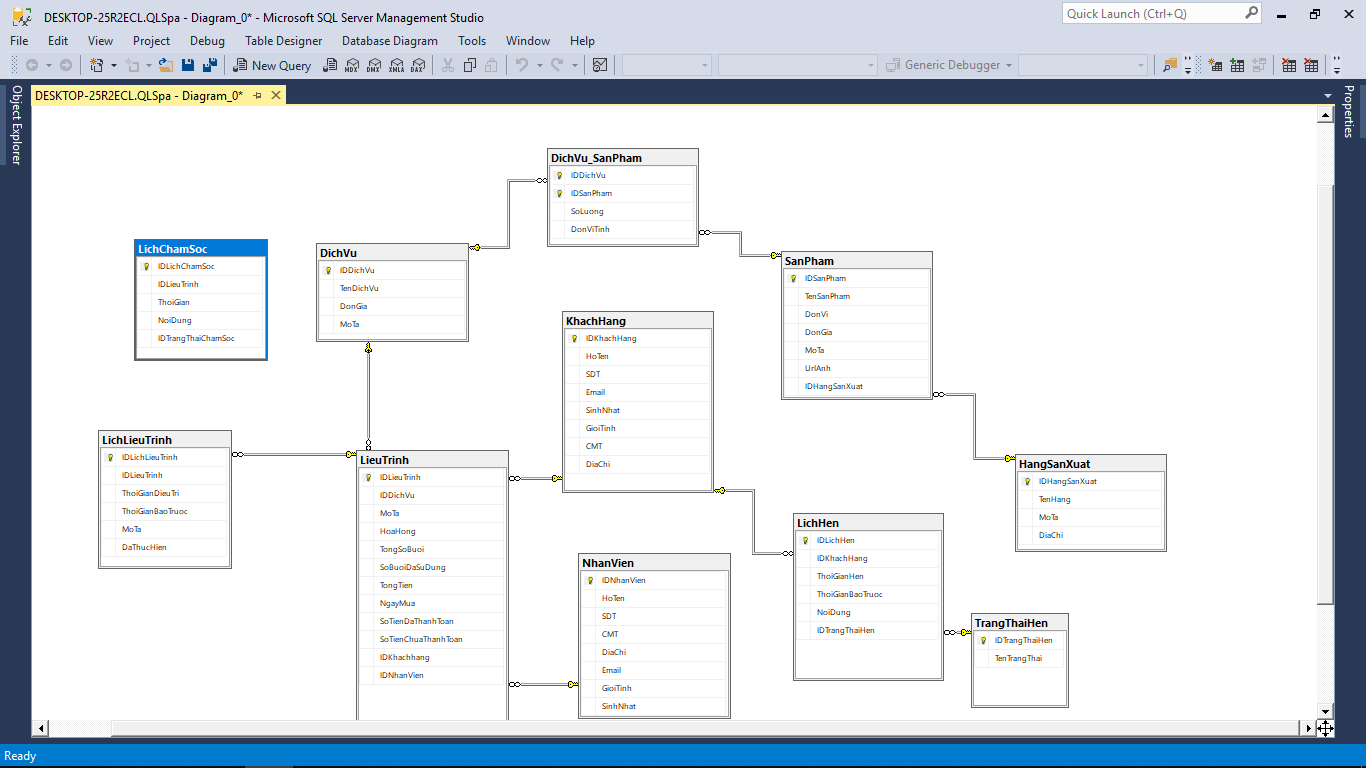 DESKTOP-25R2ECL.QLSpa - Diagram_0* - Microsoft SQL Server Management Studio
Quick Launch (Ctrl+Q)
File Edit View Project Debug Table Designer Database Diagram Tools Window Help
New Query MDX DMX XMLA DAX Generic Debugger
DESKTOP-25R2ECL.QLSpa - Diagram_0*
Object Explorer
Properties
DichVu_SanPham
IDDichVu
IDSanPham
SoLuong
DonViTinh
LichChamSoc
IDLichChamSoc
IDLieuTrinh
ThoiGian
NoiDung
IDTrangThaiChamSoc
DichVu
IDDichVu
TenDichVu
DonGia
MoTa
SanPham
IDSanPham
TenSanPham
DonVi
DonGia
MoTa
UrlAnh
IDHangSanXuat
KhachHang
IDKhachHang
HoTen
SDT
Email
SinhNhat
GioiTinh
CMT
DiaChi
LichLieuTrinh
IDLichLieuTrinh
IDLieuTrinh
ThoiGianDieuTri
ThoiGianBaoTruoc
MoTa
DaThucHien
LieuTrinh
IDLieuTrinh
IDDichVu
MoTa
HoaHong
TongSoBuoi
SoBuoiDaSuDung
TongTien
NgayMua
SoTienDaThanhToan
SoTienChuaThanhToan
IDKhachhang
IDNhanVien
HangSanXuat
IDHangSanXuat
TenHang
MoTa
DiaChi
LichHen
IDLichHen
IDKhachHang
ThoiGianHen
ThoiGianBaoTruoc
NoiDung
IDTrangThaiHen
NhanVien
IDNhanVien
HoTen
SDT
CMT
DiaChi
Email
GioiTinh
SinhNhat
TrangThaiHen
IDTrangThaiHen
TenTrangThai
Ready